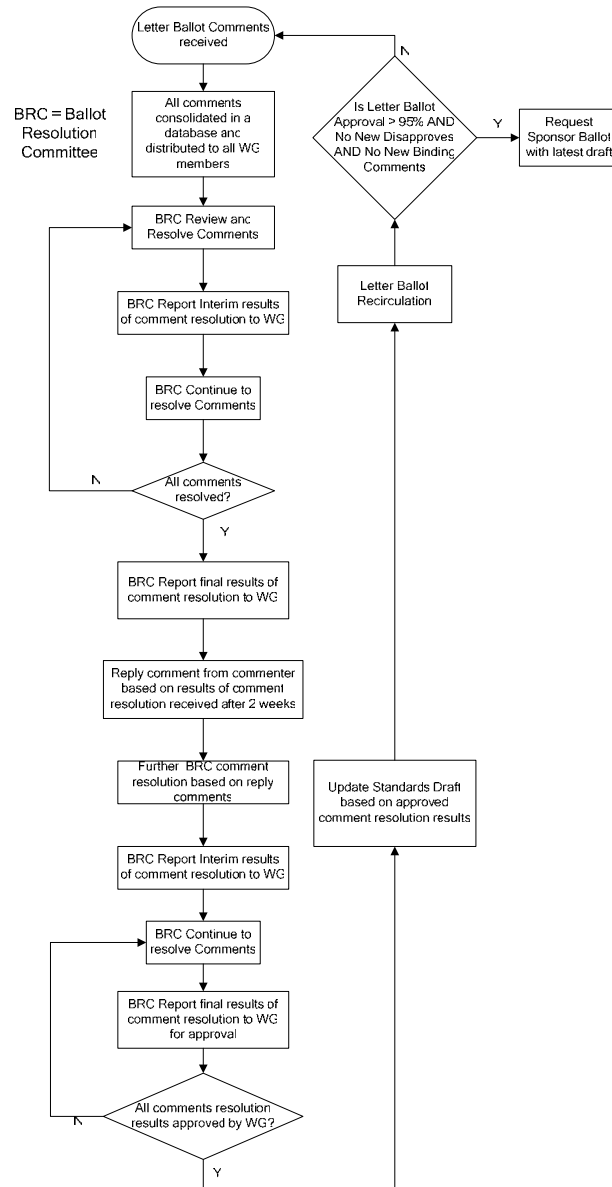 Letter Ballot Comments
received
BRC = Ballot
Resolution
Committee
All comments
consolidated in a
database and
distributed to all WG
members
BRC Review and
Resolve Comments
BRC Report Interim results
of comment resolution to WG
BRC Continue to
resolve Comments
N
All comments
resolved?
Y
BRC Report final results of
comment resolution to WG
Reply comment from commenter
based on results of comment
resolution received after 2 weeks
Further BRC comment
resolution based on reply
comments
BRC Report Interim results
of comment resolution to WG
BRC Continue to
resolve Comments
BRC Report final results of
comment resolution to WG
for approval
All comments resolution
results approved by WG?
N
Y
Update Standards Draft
based on approved
comment resolution results
Letter Ballot
Recirculation
Is Letter Ballot
Approval > 95% AND
No New Disapproves
AND No New Binding
Comments
N
Y
Request
Sponsor Ballot
with latest draft